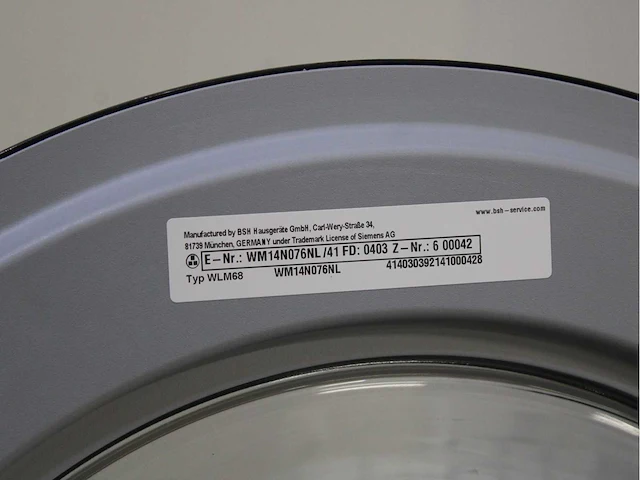 www.bsh-service.com
Manufactured by BSH Hausgeräte GmbH, Carl-Wery-Straße 34,
81739 München, GERMANY under Trademark License of Siemens AG
E-Nr.: WM14N076NL/41 FD: 0403 Z-Nr.: 6 00042
Typ WLM68 WM14N076NL 414030392141000428